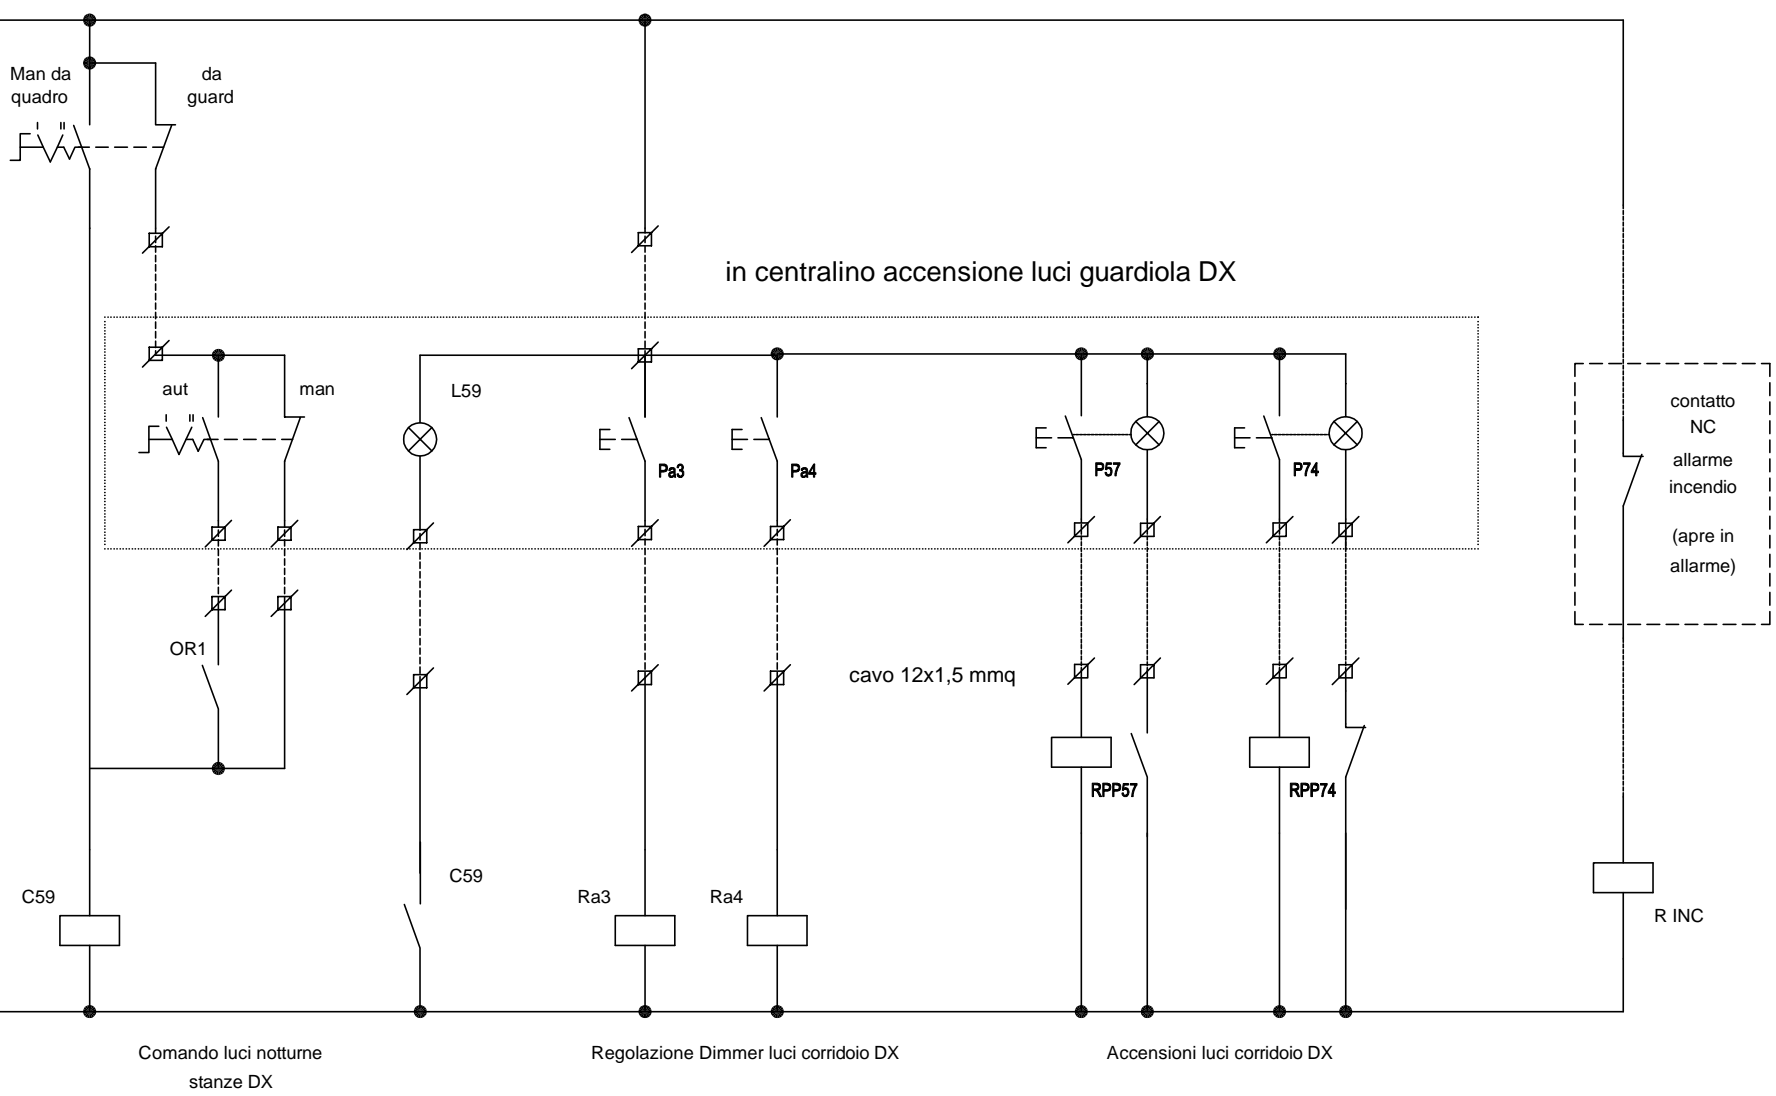 Man da
quadro
da
guard
I II
in centralino accensione luci guardiola DX
aut
man
I II
L59
Pa3
Pa4
P57
P74
contatto
NC
allarme
incendio
(apre in
allarme)
OR1
cavo 12x1,5 mmq
RPP57
RPP74
C59
C59
Ra3
Ra4
R INC
Comando luci notturne
stanze DX
Regolazione Dimmer luci corridoio DX
Accensioni luci corridoio DX